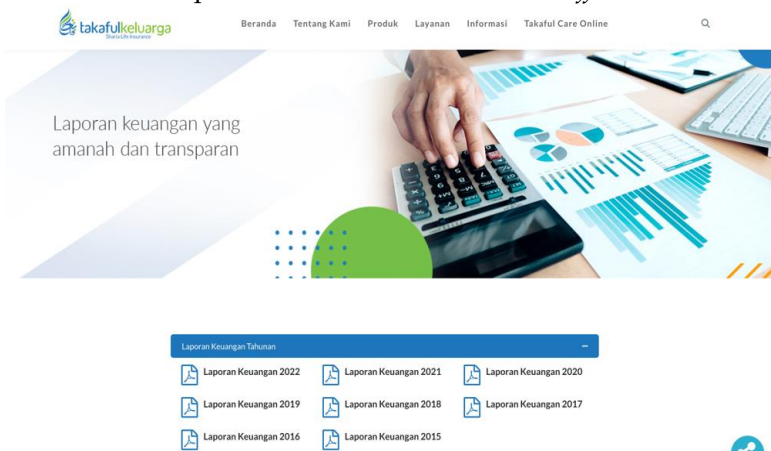 takafulkeluarga
Sharia Life Insurance
Beranda Tentang Kami Produk Layanan Informasi Takaful Care Online
Laporan keuangan yang
amanah dan transparan
Laporan Keuangan Tahunan
Laporan Keuangan 2022 Laporan Keuangan 2021 Laporan Keuangan 2020
Laporan Keuangan 2019 Laporan Keuangan 2018 Laporan Keuangan 2017
Laporan Keuangan 2016 Laporan Keuangan 2015